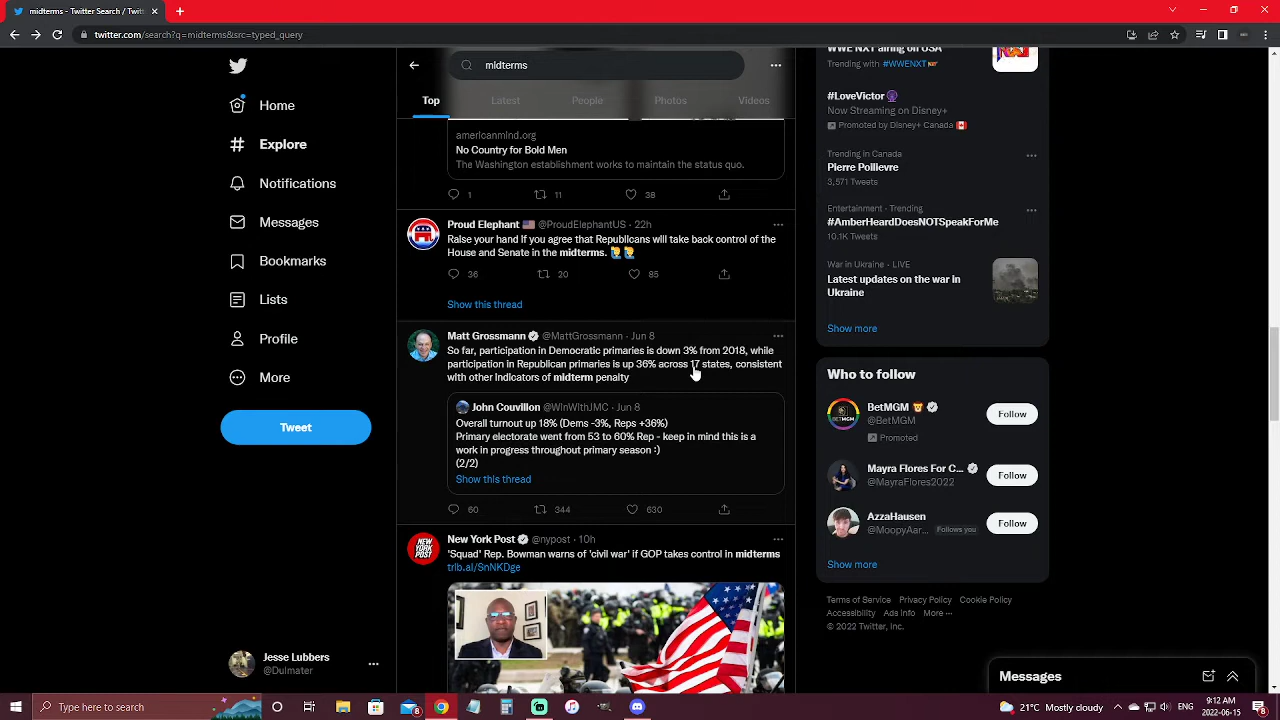 midterms - Twitter Search / Twitt
twitter.com/search?q=midterms&src=typed_query
midterms
Top
Latest
People
Photos
Videos
Home
Explore
Notifications
Messages
Bookmarks
Lists
Profile
More
Tweet
Jesse Lubbers
@Dulmater
americanmind.org
No Country for Bold Men
The Washington establishment works to maintain the status quo.
1 11 38
Proud Elephant @ProudElephantUS · 22h
Raise your hand if you agree that Republicans will take back control of the
House and Senate in the midterms.
36 20 85
Show this thread
Matt Grossmann @MattGrossmann · Jun 8
So far, participation in Democratic primaries is down 3% from 2018, while
participation in Republican primaries is up 36% across 17 states, consistent
with other indicators of midterm penalty
John Couvillon @WinWithJMC · Jun 8
Overall turnout up 18% (Dems -3%, Reps +36%)
Primary electorate went from 53 to 60% Rep - keep in mind this is a
work in progress throughout primary season :)
(2/2)
Show this thread
60 344 630
New York Post @nypost · 10h
'Squad' Rep. Bowman warns of 'civil war' if GOP takes control in midterms
trib.al/SnNKDge
NEW
YORK
POST
WWE NXT airing on USA
Trending with #WWENXT
#LoveVictor
Now Streaming on Disney+
Promoted by Disney+ Canada
Trending in Canada
Pierre Poilievre
3,571 Tweets
Entertainment · Trending
#AmberHeardDoesNOTSpeakForMe
10.1K Tweets
War in Ukraine · LIVE
Latest updates on the war in
Ukraine
Show more
Who to follow
BetMGM
@BetMGM
Promoted
Follow
Mayra Flores For C...
@MayraFlores2022
Follow
AzzaHausen
@MoopyAar... Follows you
Follow
Show more
Terms of Service Privacy Policy Cookie Policy
Accessibility Ads info More ···
© 2022 Twitter, Inc.
Messages
Type here to search
21°C Mostly cloudy
ENG
9:12 AM
2022-06-15